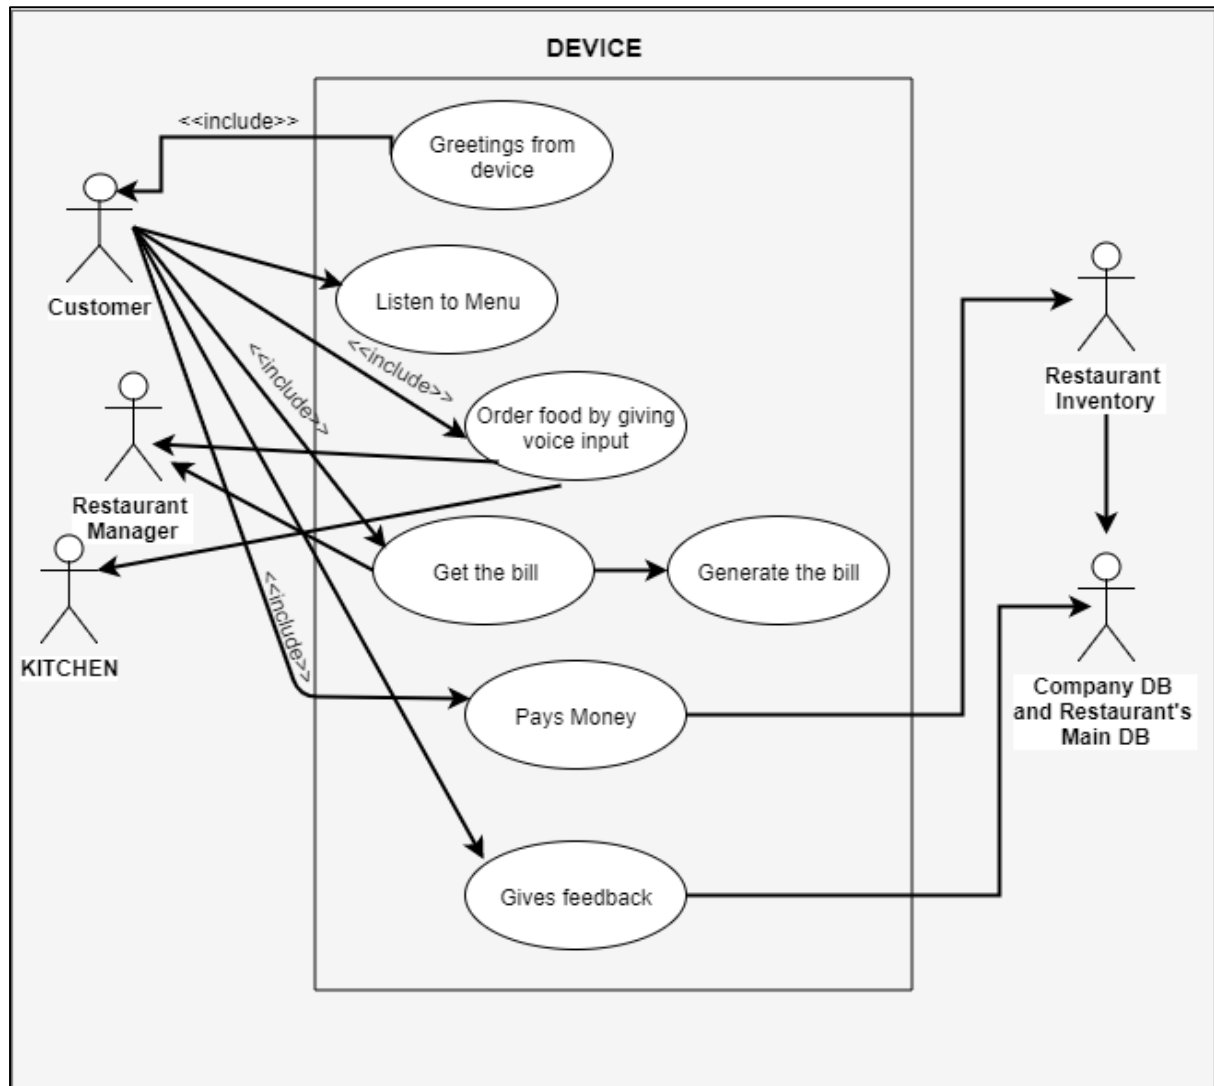 DEVICE
<<include>>
Greetings from
device
Customer
Listen to Menu
<<include>>
<<include>>
Order food by giving
voice input
Restaurant
Inventory
Restaurant
Manager
Get the bill
Generate the bill
<<include>>
KITCHEN
Pays Money
Company DB
and Restaurant's
Main DB
Gives feedback